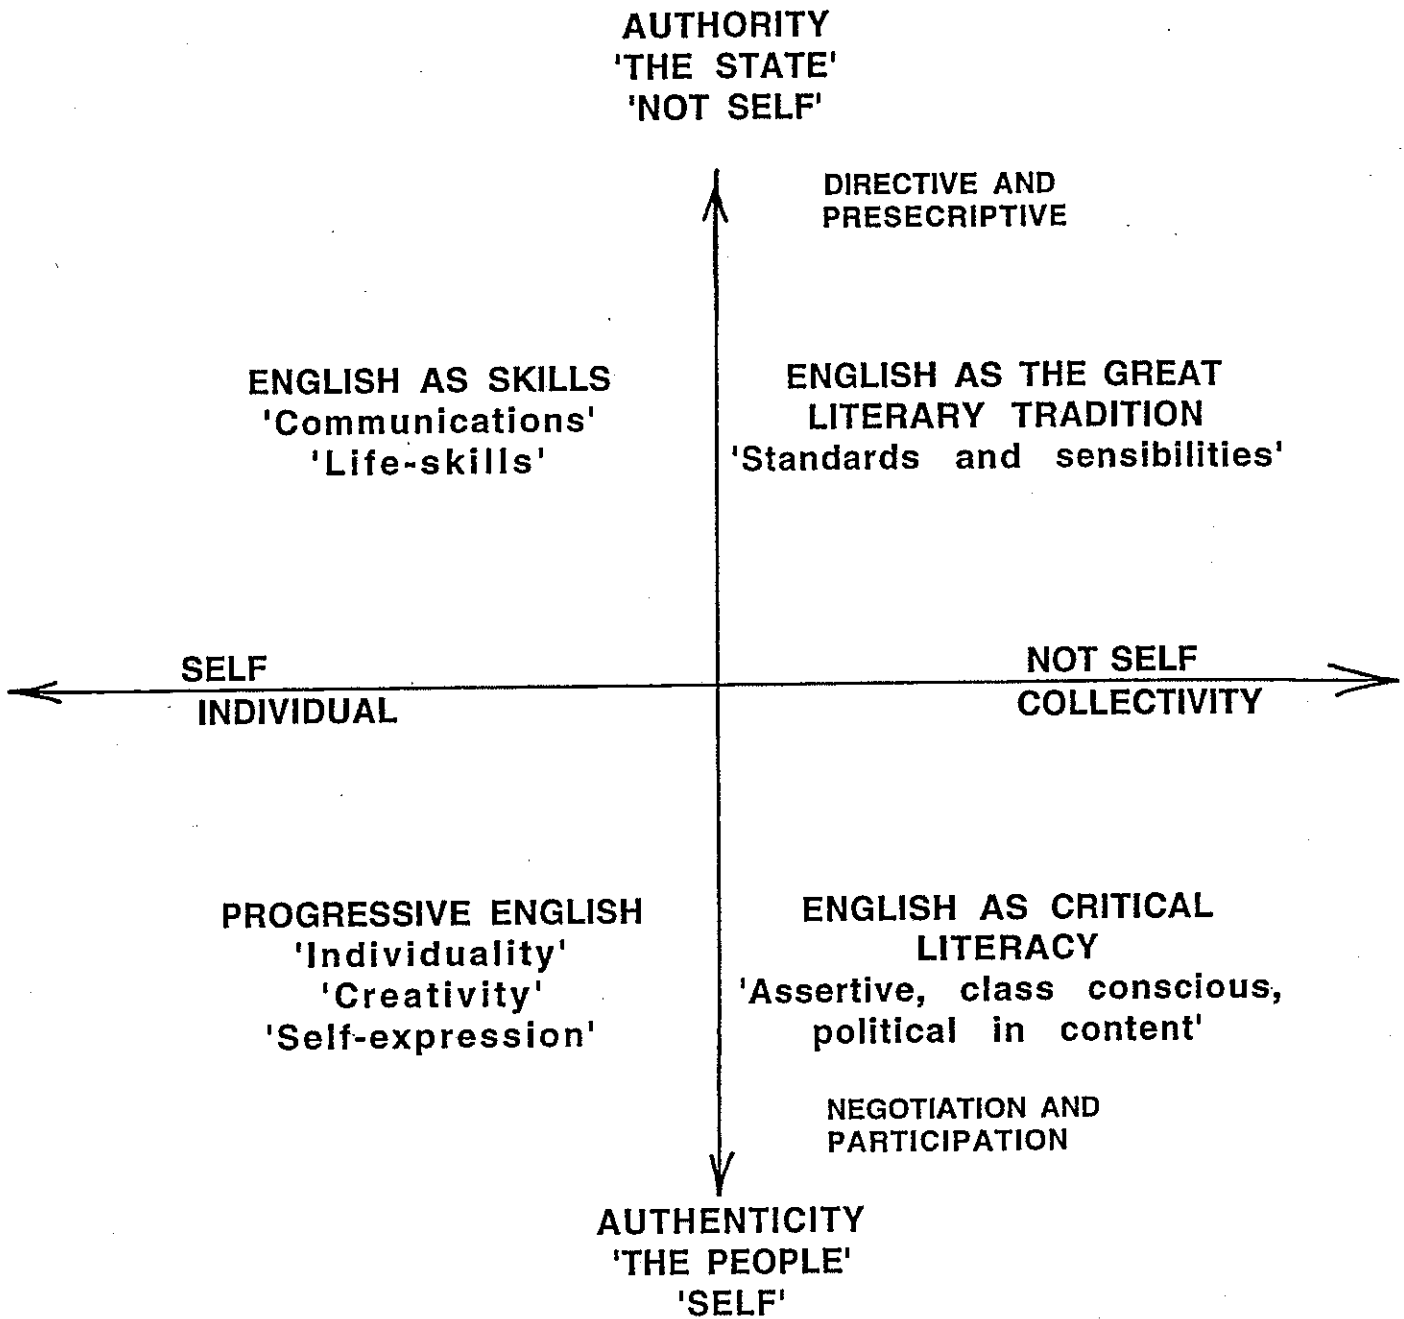 AUTHORITY
'THE STATE'
'NOT SELF'
DIRECTIVE AND
PRESECRIPTIVE
ENGLISH AS SKILLS
'Communications'
'Life-skills'
ENGLISH AS THE GREAT
LITERARY TRADITION
'Standards and sensibilities'
SELF
INDIVIDUAL
NOT SELF
COLLECTIVITY
PROGRESSIVE ENGLISH
'Individuality'
'Creativity'
'Self-expression'
ENGLISH AS CRITICAL
LITERACY
'Assertive, class conscious,
political in content'
NEGOTIATION AND
PARTICIPATION
AUTHENTICITY
'THE PEOPLE'
'SELF'